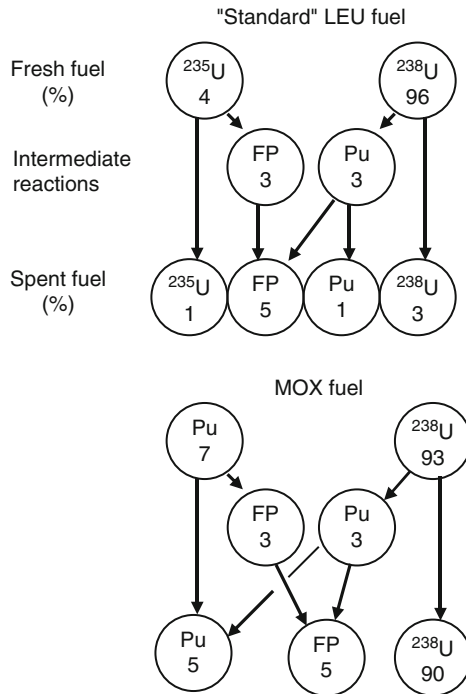 "Standard" LEU fuel
Fresh fuel
(%)
²³⁵U
4
²³⁸U
96
Intermediate
reactions
FP
3
Pu
3
Spent fuel
(%)
²³⁵U
1
FP
5
Pu
1
²³⁸U
3
MOX fuel
Pu
7
²³⁸U
93
FP
3
Pu
3
Pu
5
FP
5
²³⁸U
90